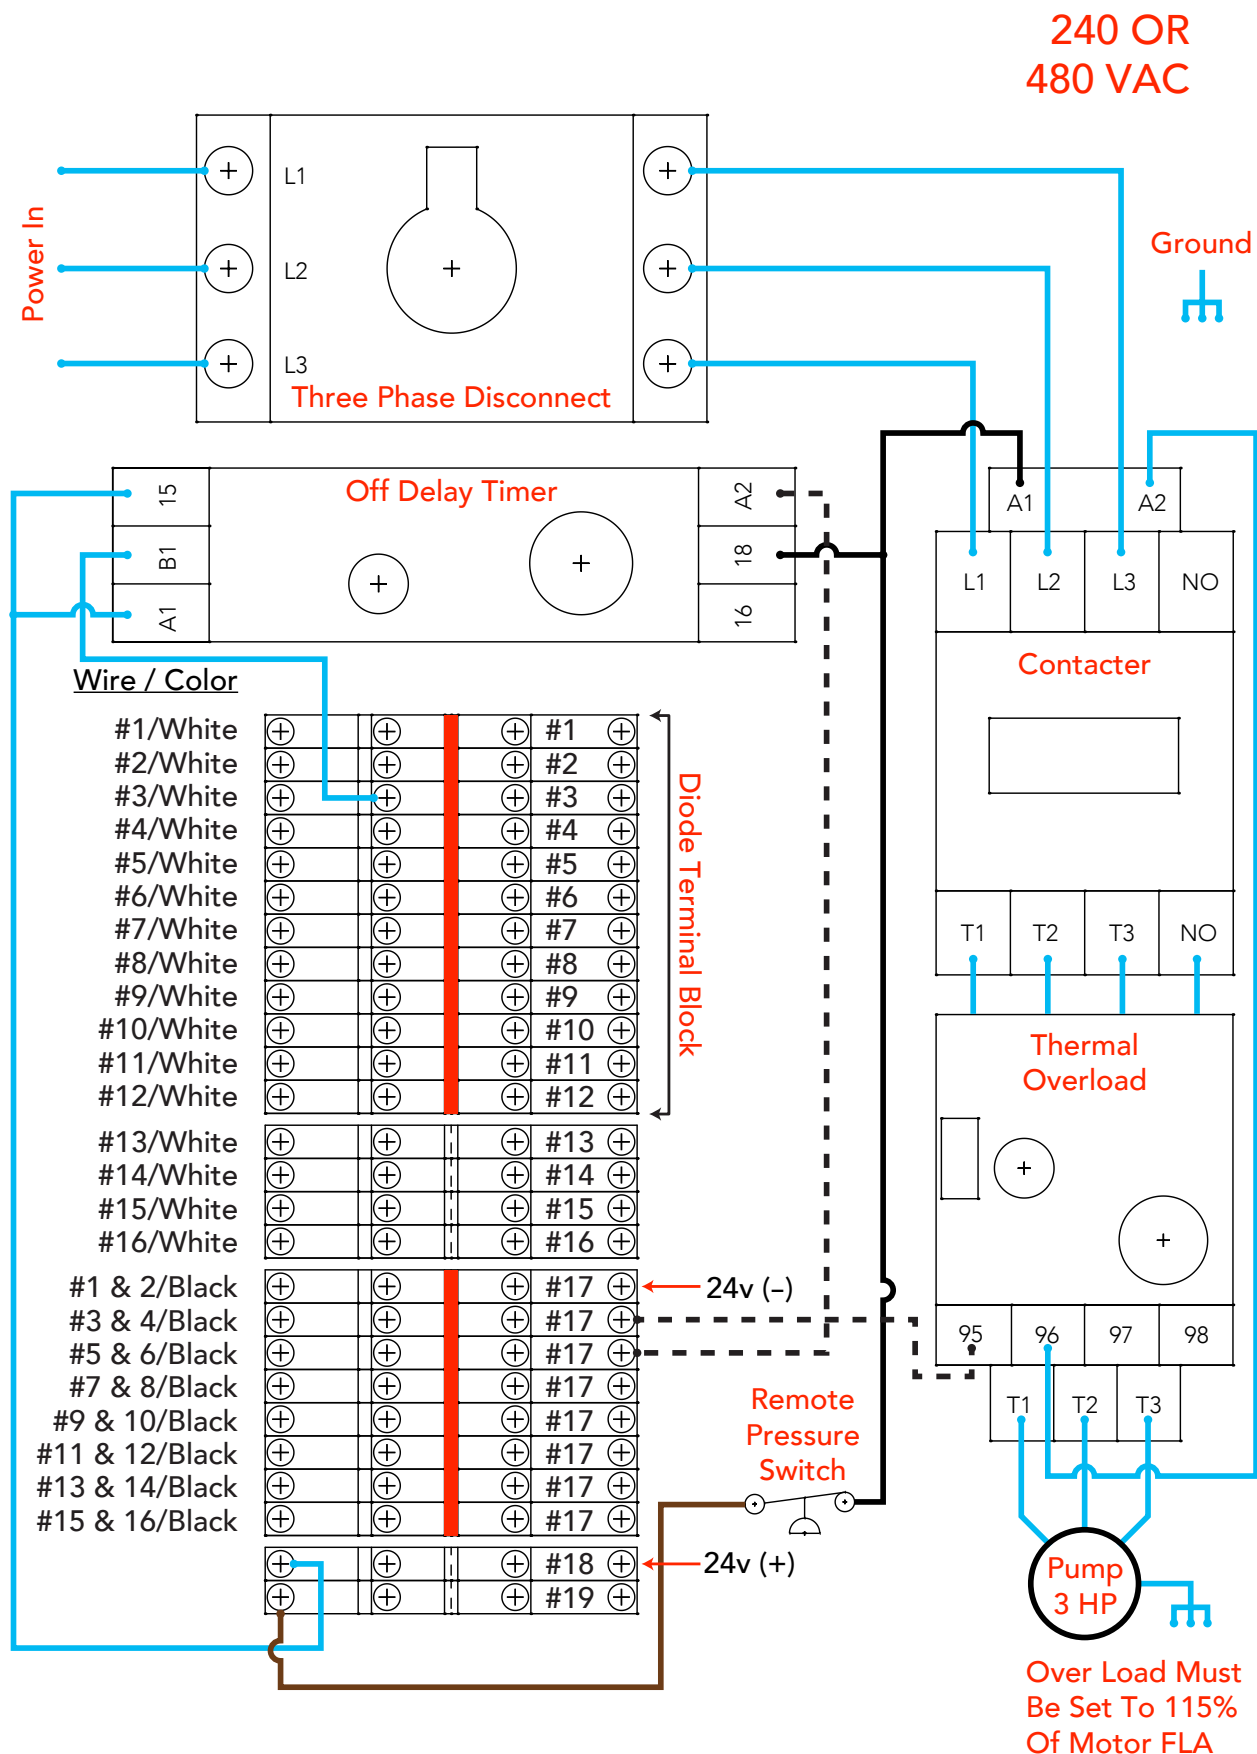 240 OR
480 VAC
Power In
L1
L2
L3
Three Phase Disconnect
Ground
15
B1
A1
Off Delay Timer
A2
18
16
A1
A2
L1
L2
L3
NO
Contacter
T1
T2
T3
NO
Wire / Color
#1/White #1
#2/White #2
#3/White #3
#4/White #4
#5/White #5
#6/White #6
#7/White #7
#8/White #8
#9/White #9
#10/White #10
#11/White #11
#12/White #12
Diode Terminal Block
#13/White #13
#14/White #14
#15/White #15
#16/White #16
#1 & 2/Black #17 24v (–)
#3 & 4/Black #17
#5 & 6/Black #17
#7 & 8/Black #17
#9 & 10/Black #17
#11 & 12/Black #17
#13 & 14/Black #17
#15 & 16/Black #17
#18 24v (+)
#19
Remote
Pressure
Switch
Thermal
Overload
95
96
97
98
T1
T2
T3
Pump
3 HP
Over Load Must
Be Set To 115%
Of Motor FLA